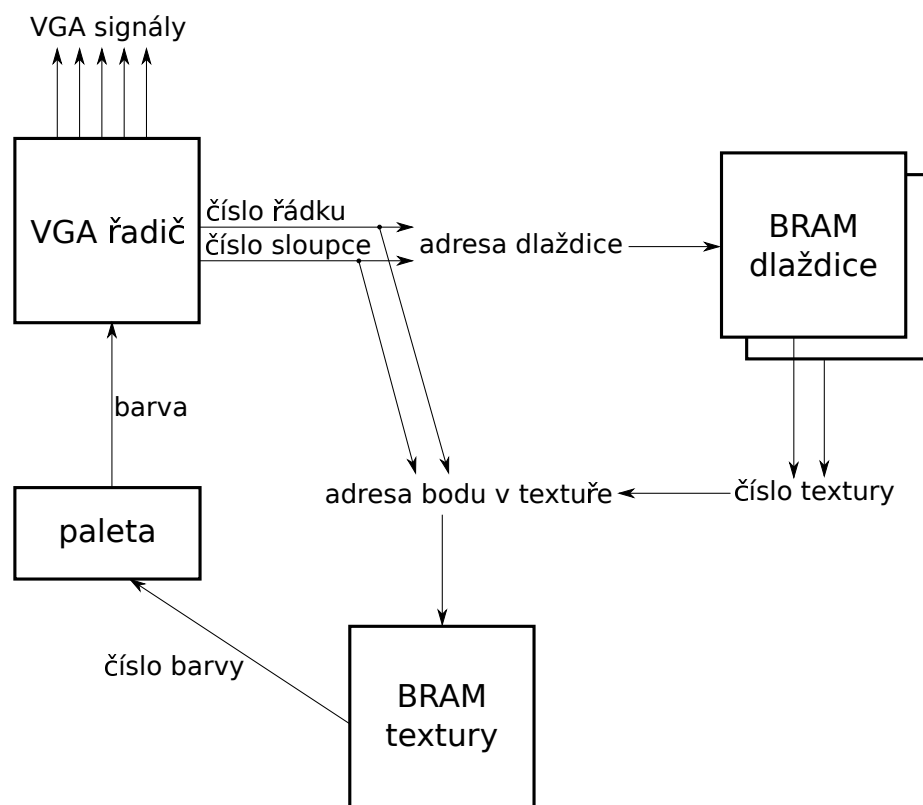 VGA signály
VGA řadič
číslo řádku
číslo sloupce
adresa dlaždice
BRAM
dlaždice
barva
paleta
adresa bodu v textuře
číslo textury
číslo barvy
BRAM
textury